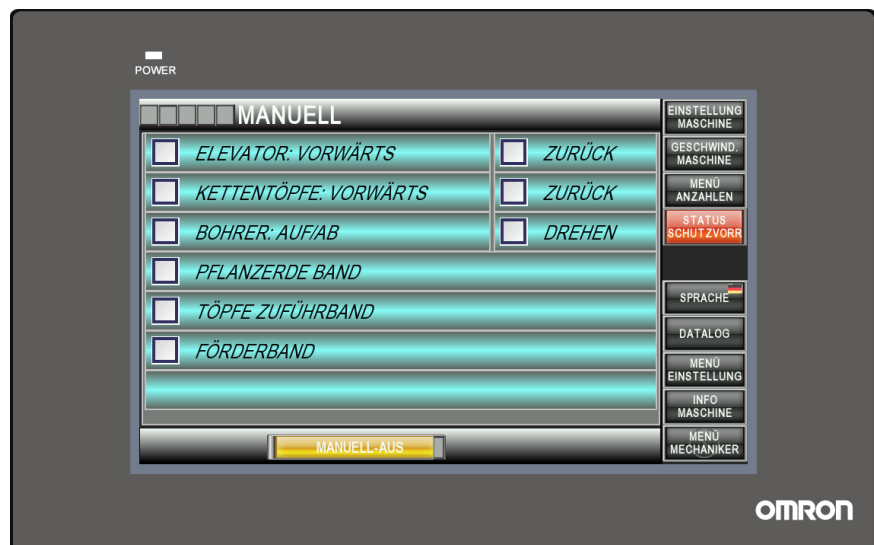 POWER
MANUELL
ELEVATOR: VORWÄRTS
ZURÜCK
KETTENTÖPFE: VORWÄRTS
ZURÜCK
BOHRER: AUF/AB
DREHEN
PFLANZERDE BAND
TÖPFE ZUFÜHRBAND
FÖRDERBAND
MANUELL-AUS
EINSTELLUNG
MASCHINE
GESCHWIND.
MASCHINE
MENÜ
ANZAHLEN
STATUS
SCHUTZVORR
SPRACHE
DATALOG
MENÜ
EINSTELLUNG
INFO
MASCHINE
MENÜ
MECHANIKER
OMRON